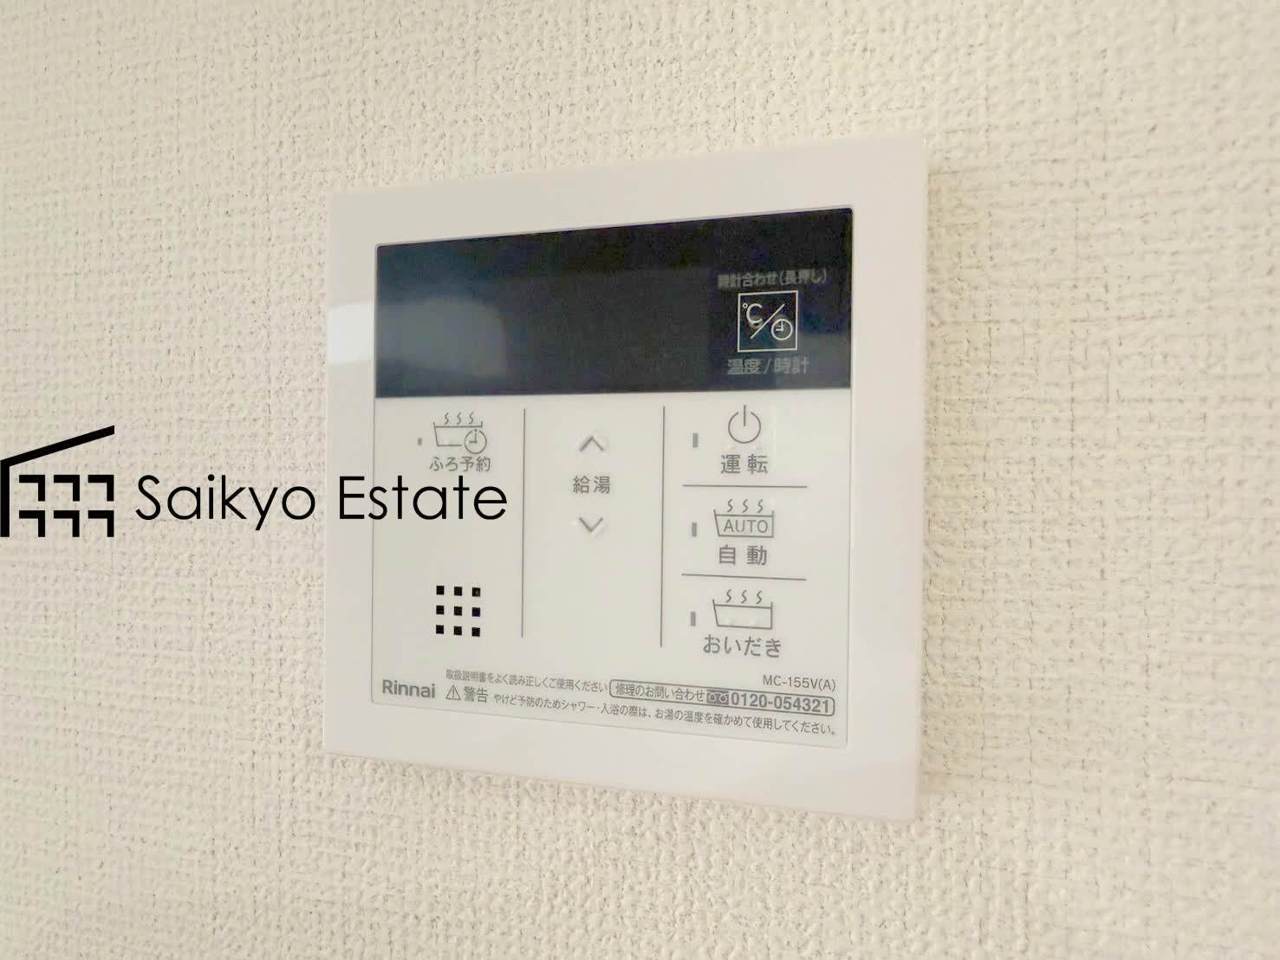 時計合わせ(長押し)
℃
温度/時計
ふろ予約
給湯
運転
AUTO
自動
おいだき
Saikyo Estate
MC-155V(A)
Rinnai
取扱説明書をよく読み正しくご使用ください
修理のお問い合わせ 0120-054321
警告 やけど予防のためシャワー・入浴の際は、お湯の温度を確かめて使用してください。